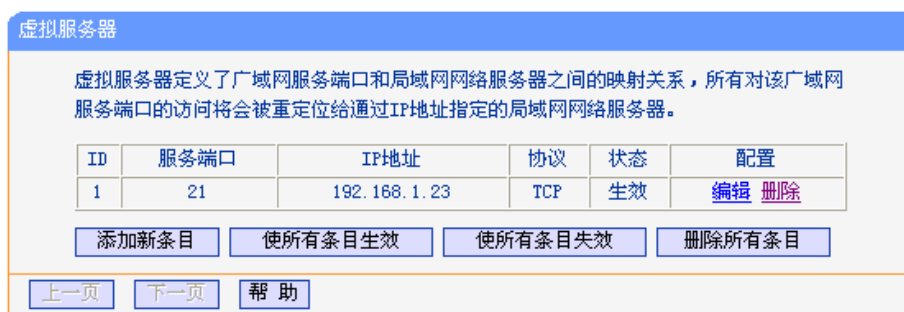 虚拟服务器
虚拟服务器定义了广域网服务端口和局域网网络服务器之间的映射关系，所有对该广域网
服务端口的访问将会被重定位给通过IP地址指定的局域网网络服务器。
ID 服务端口 IP地址 协议 状态 配置
1 21 192.168.1.23 TCP 生效 编辑 删除
添加新条目 使所有条目生效 使所有条目失效 删除所有条目
上一页 下一页 帮 助